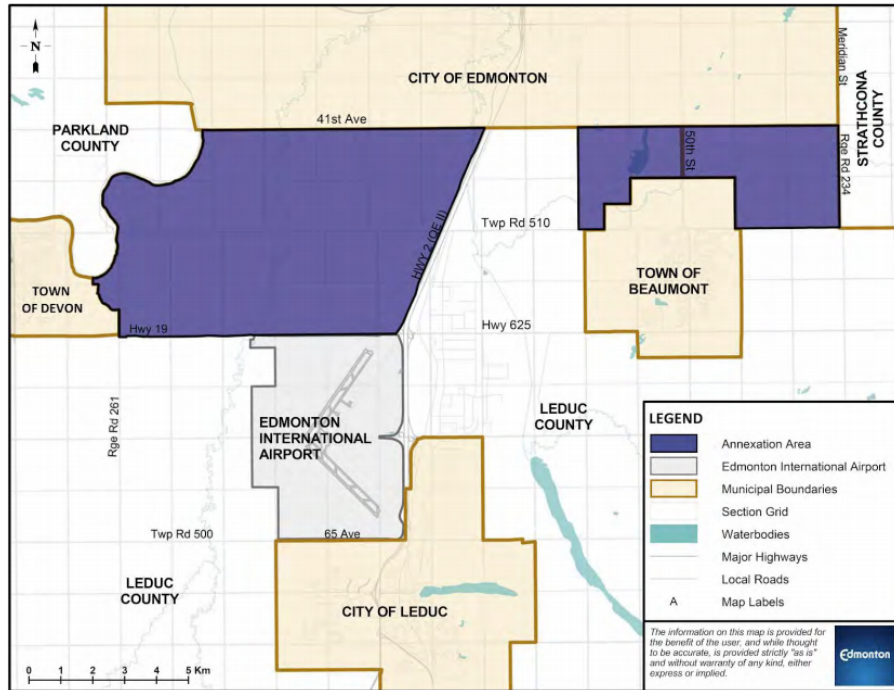 N
CITY OF EDMONTON
Meridian St
STRATHCONA
COUNTY
PARKLAND
COUNTY
41st Ave
50th St
Rge Rd 234
Twp Rd 510
HWY 2 (QE II)
TOWN
OF DEVON
TOWN OF
BEAUMONT
Hwy 19
Hwy 625
Rge Rd 261
EDMONTON
INTERNATIONAL
AIRPORT
LEDUC
COUNTY
Twp Rd 500
65 Ave
LEDUC
COUNTY
CITY OF LEDUC
0 1 2 3 4 5 Km
LEGEND
Annexation Area
Edmonton International Airport
Municipal Boundaries
Section Grid
Waterbodies
Major Highways
Local Roads
A Map Labels
The information on this map is provided for
the benefit of the user, and while thought
to be accurate, is provided strictly "as is"
and without warranty of any kind, either
express or implied.
Edmonton